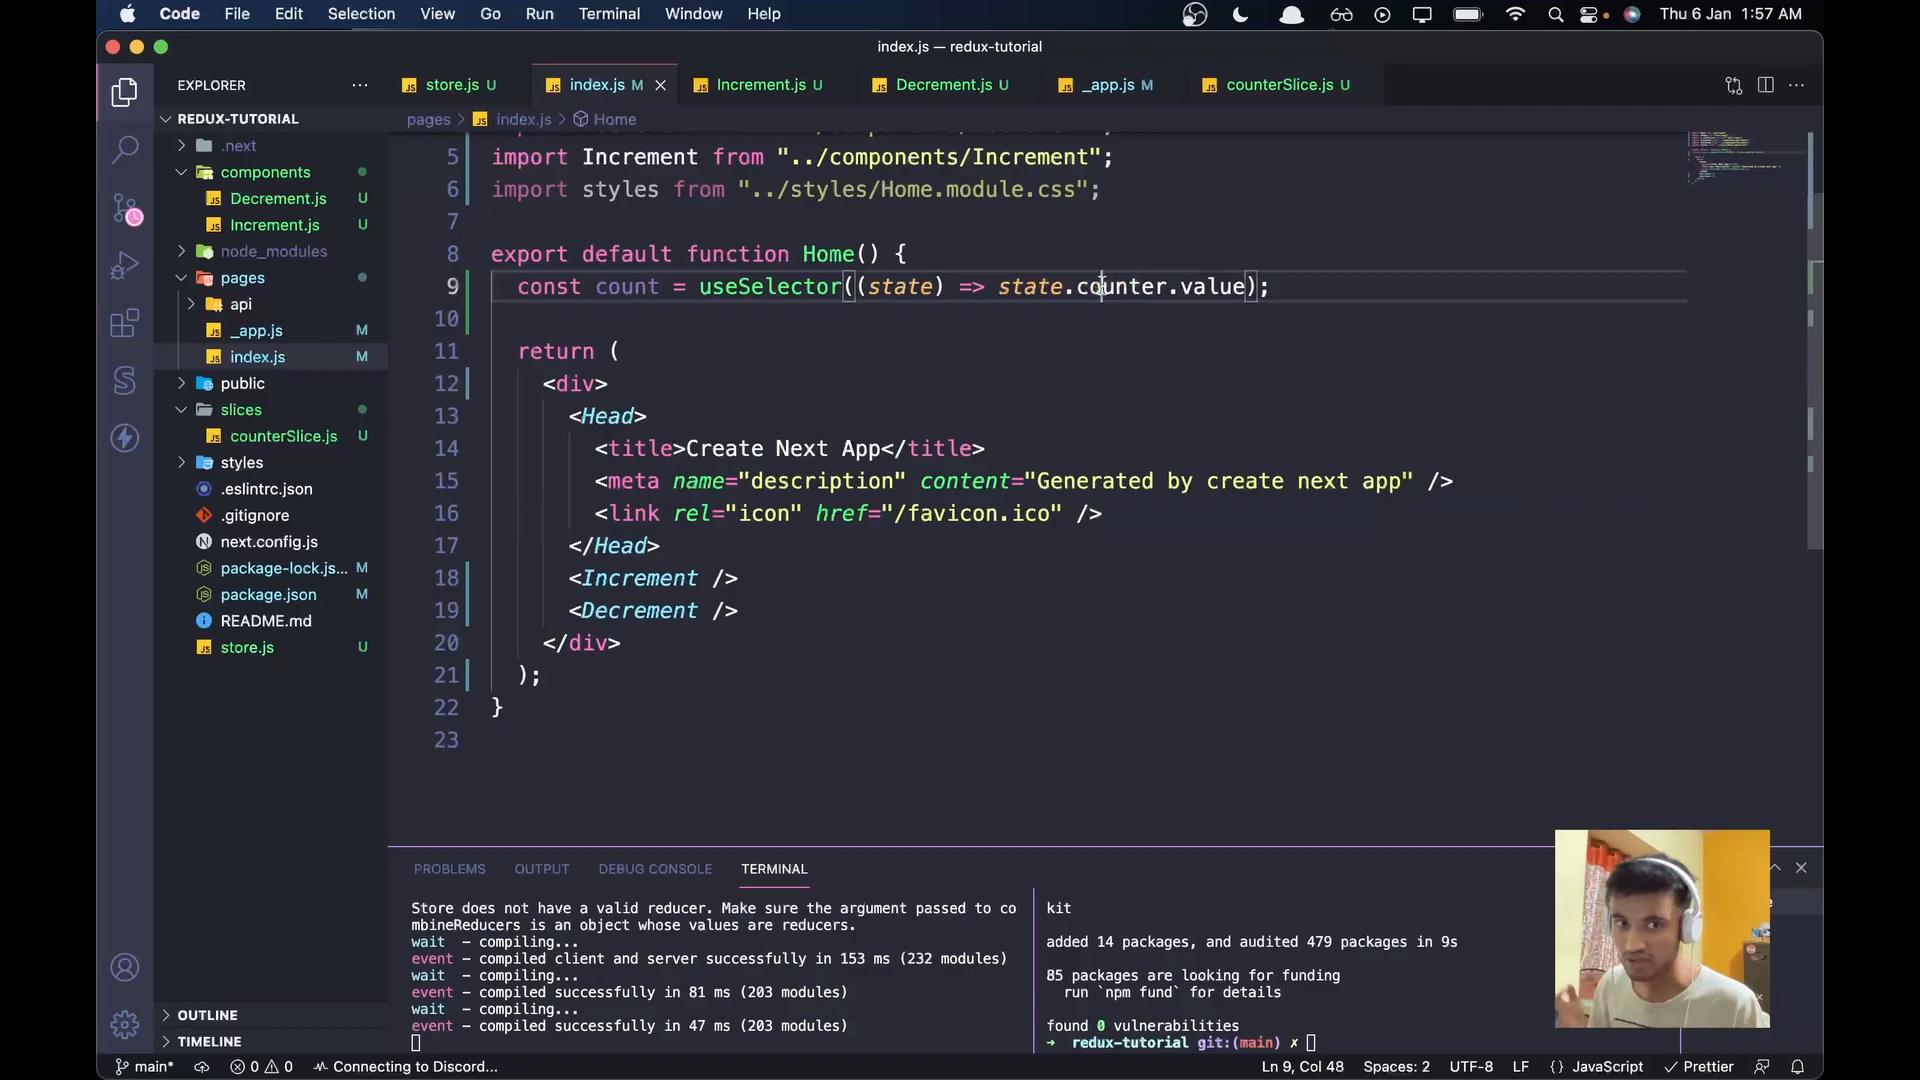 Code File Edit Selection View Go Run Terminal Window Help Thu 6 Jan 1:57 AM
index.js — redux-tutorial
EXPLORER
store.js U
index.js M
Increment.js U
Decrement.js U
_app.js M
counterSlice.js U
pages > index.js > Home
REDUX-TUTORIAL
.next
components
Decrement.js U
Increment.js U
node_modules
pages
api
_app.js M
index.js M
public
slices
counterSlice.js U
styles
.eslintrc.json
.gitignore
next.config.js
package-lock.js... M
package.json M
README.md
store.js U
OUTLINE
TIMELINE
5 import Increment from "../components/Increment";
6 import styles from "../styles/Home.module.css";
7
8 export default function Home() {
9 const count = useSelector((state) => state.counter.value);
10
11 return (
12 <div>
13 <Head>
14 <title>Create Next App</title>
15 <meta name="description" content="Generated by create next app" />
16 <link rel="icon" href="/favicon.ico" />
17 </Head>
18 <Increment />
19 <Decrement />
20 </div>
21 );
22 }
23
PROBLEMS OUTPUT DEBUG CONSOLE TERMINAL
Store does not have a valid reducer. Make sure the argument passed to co
mbineReducers is an object whose values are reducers.
wait - compiling...
event - compiled client and server successfully in 153 ms (232 modules)
wait - compiling...
event - compiled successfully in 81 ms (203 modules)
wait - compiling...
event - compiled successfully in 47 ms (203 modules)
kit
added 14 packages, and audited 479 packages in 9s
85 packages are looking for funding
run `npm fund` for details
found 0 vulnerabilities
→ redux-tutorial git:(main) ✗
main* 0 0 Connecting to Discord... Ln 9, Col 48 Spaces: 2 UTF-8 LF {} JavaScript Prettier